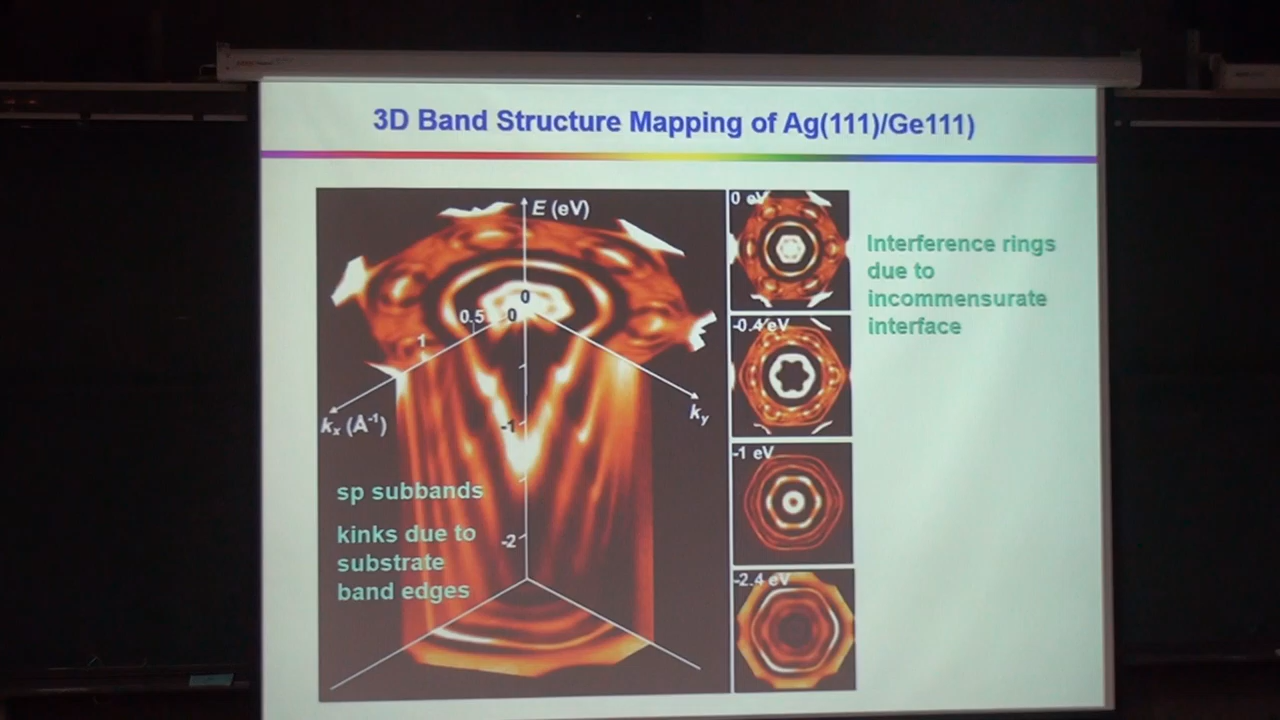 3D Band Structure Mapping of Ag(111)/Ge111)
E (eV)
0
0.5
0
1
kx (Å-1)
ky
-1
-2
sp subbands
kinks due to
substrate
band edges
0 eV
-0.4 eV
-1 eV
-2.4 eV
Interference rings
due to
incommensurate
interface